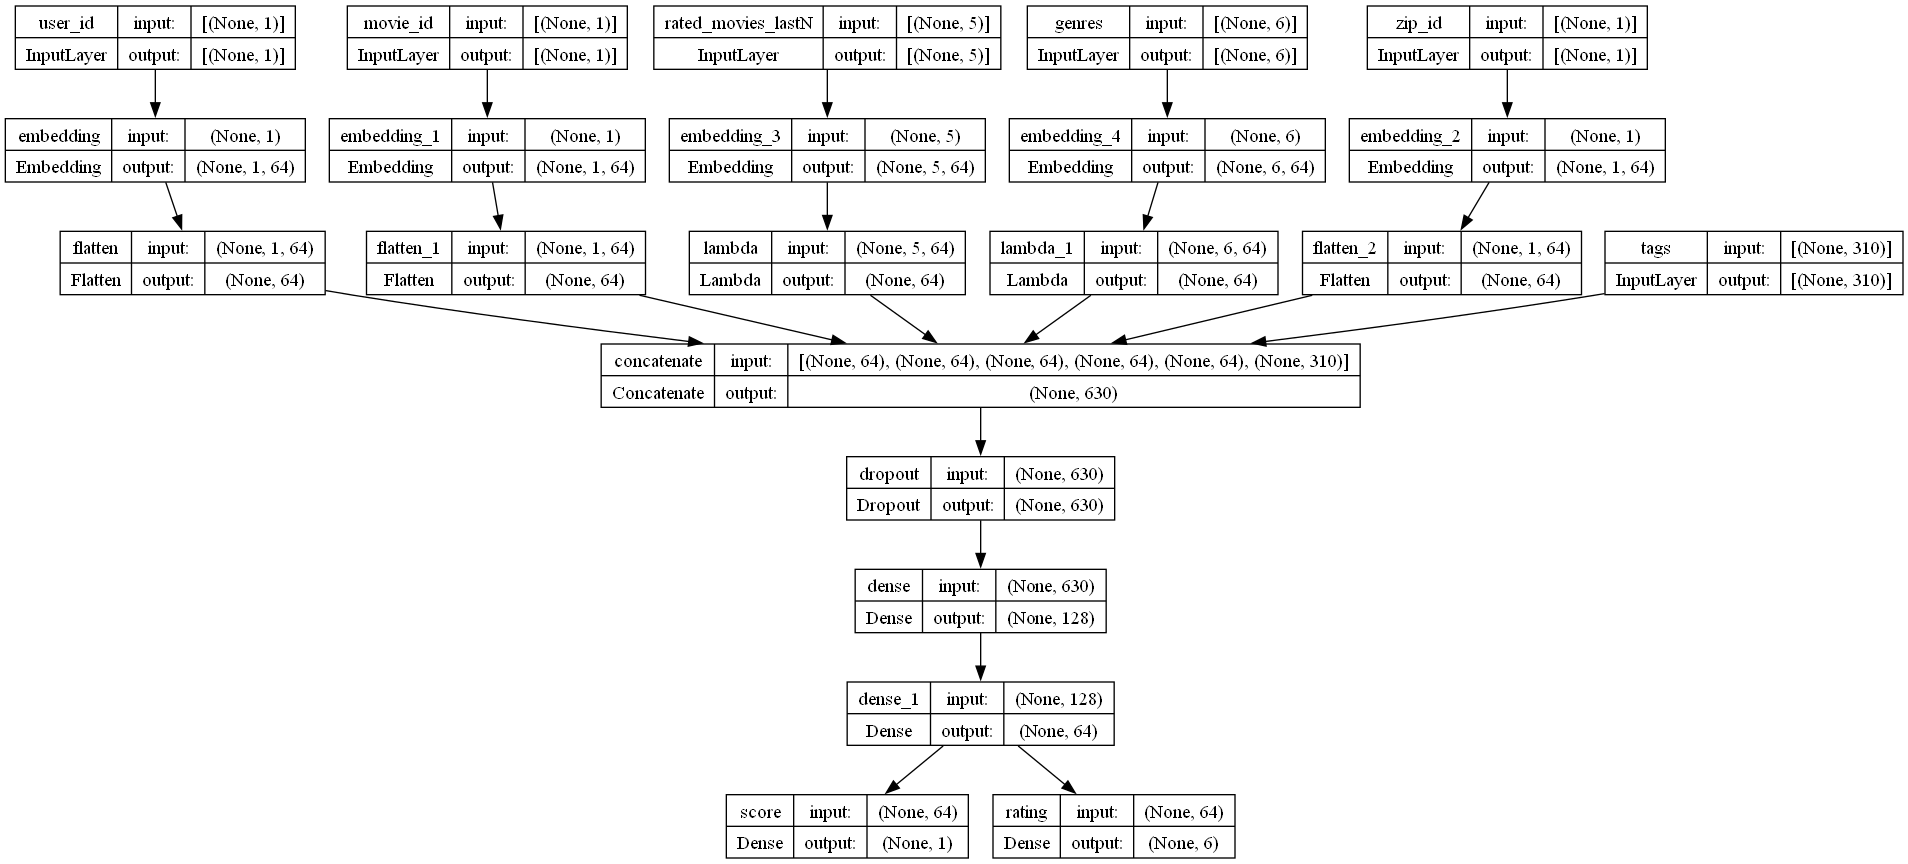 user_id input: [(None, 1)]
InputLayer output: [(None, 1)]
movie_id input: [(None, 1)]
InputLayer output: [(None, 1)]
rated_movies_lastN input: [(None, 5)]
InputLayer output: [(None, 5)]
genres input: [(None, 6)]
InputLayer output: [(None, 6)]
zip_id input: [(None, 1)]
InputLayer output: [(None, 1)]
embedding input: (None, 1)
Embedding output: (None, 1, 64)
embedding_1 input: (None, 1)
Embedding output: (None, 1, 64)
embedding_3 input: (None, 5)
Embedding output: (None, 5, 64)
embedding_4 input: (None, 6)
Embedding output: (None, 6, 64)
embedding_2 input: (None, 1)
Embedding output: (None, 1, 64)
flatten input: (None, 1, 64)
Flatten output: (None, 64)
flatten_1 input: (None, 1, 64)
Flatten output: (None, 64)
lambda input: (None, 5, 64)
Lambda output: (None, 64)
lambda_1 input: (None, 6, 64)
Lambda output: (None, 64)
flatten_2 input: (None, 1, 64)
Flatten output: (None, 64)
tags input: [(None, 310)]
InputLayer output: [(None, 310)]
concatenate input: [(None, 64), (None, 64), (None, 64), (None, 64), (None, 64), (None, 310)]
Concatenate output: (None, 630)
dropout input: (None, 630)
Dropout output: (None, 630)
dense input: (None, 630)
Dense output: (None, 128)
dense_1 input: (None, 128)
Dense output: (None, 64)
score input: (None, 64)
Dense output: (None, 1)
rating input: (None, 64)
Dense output: (None, 6)